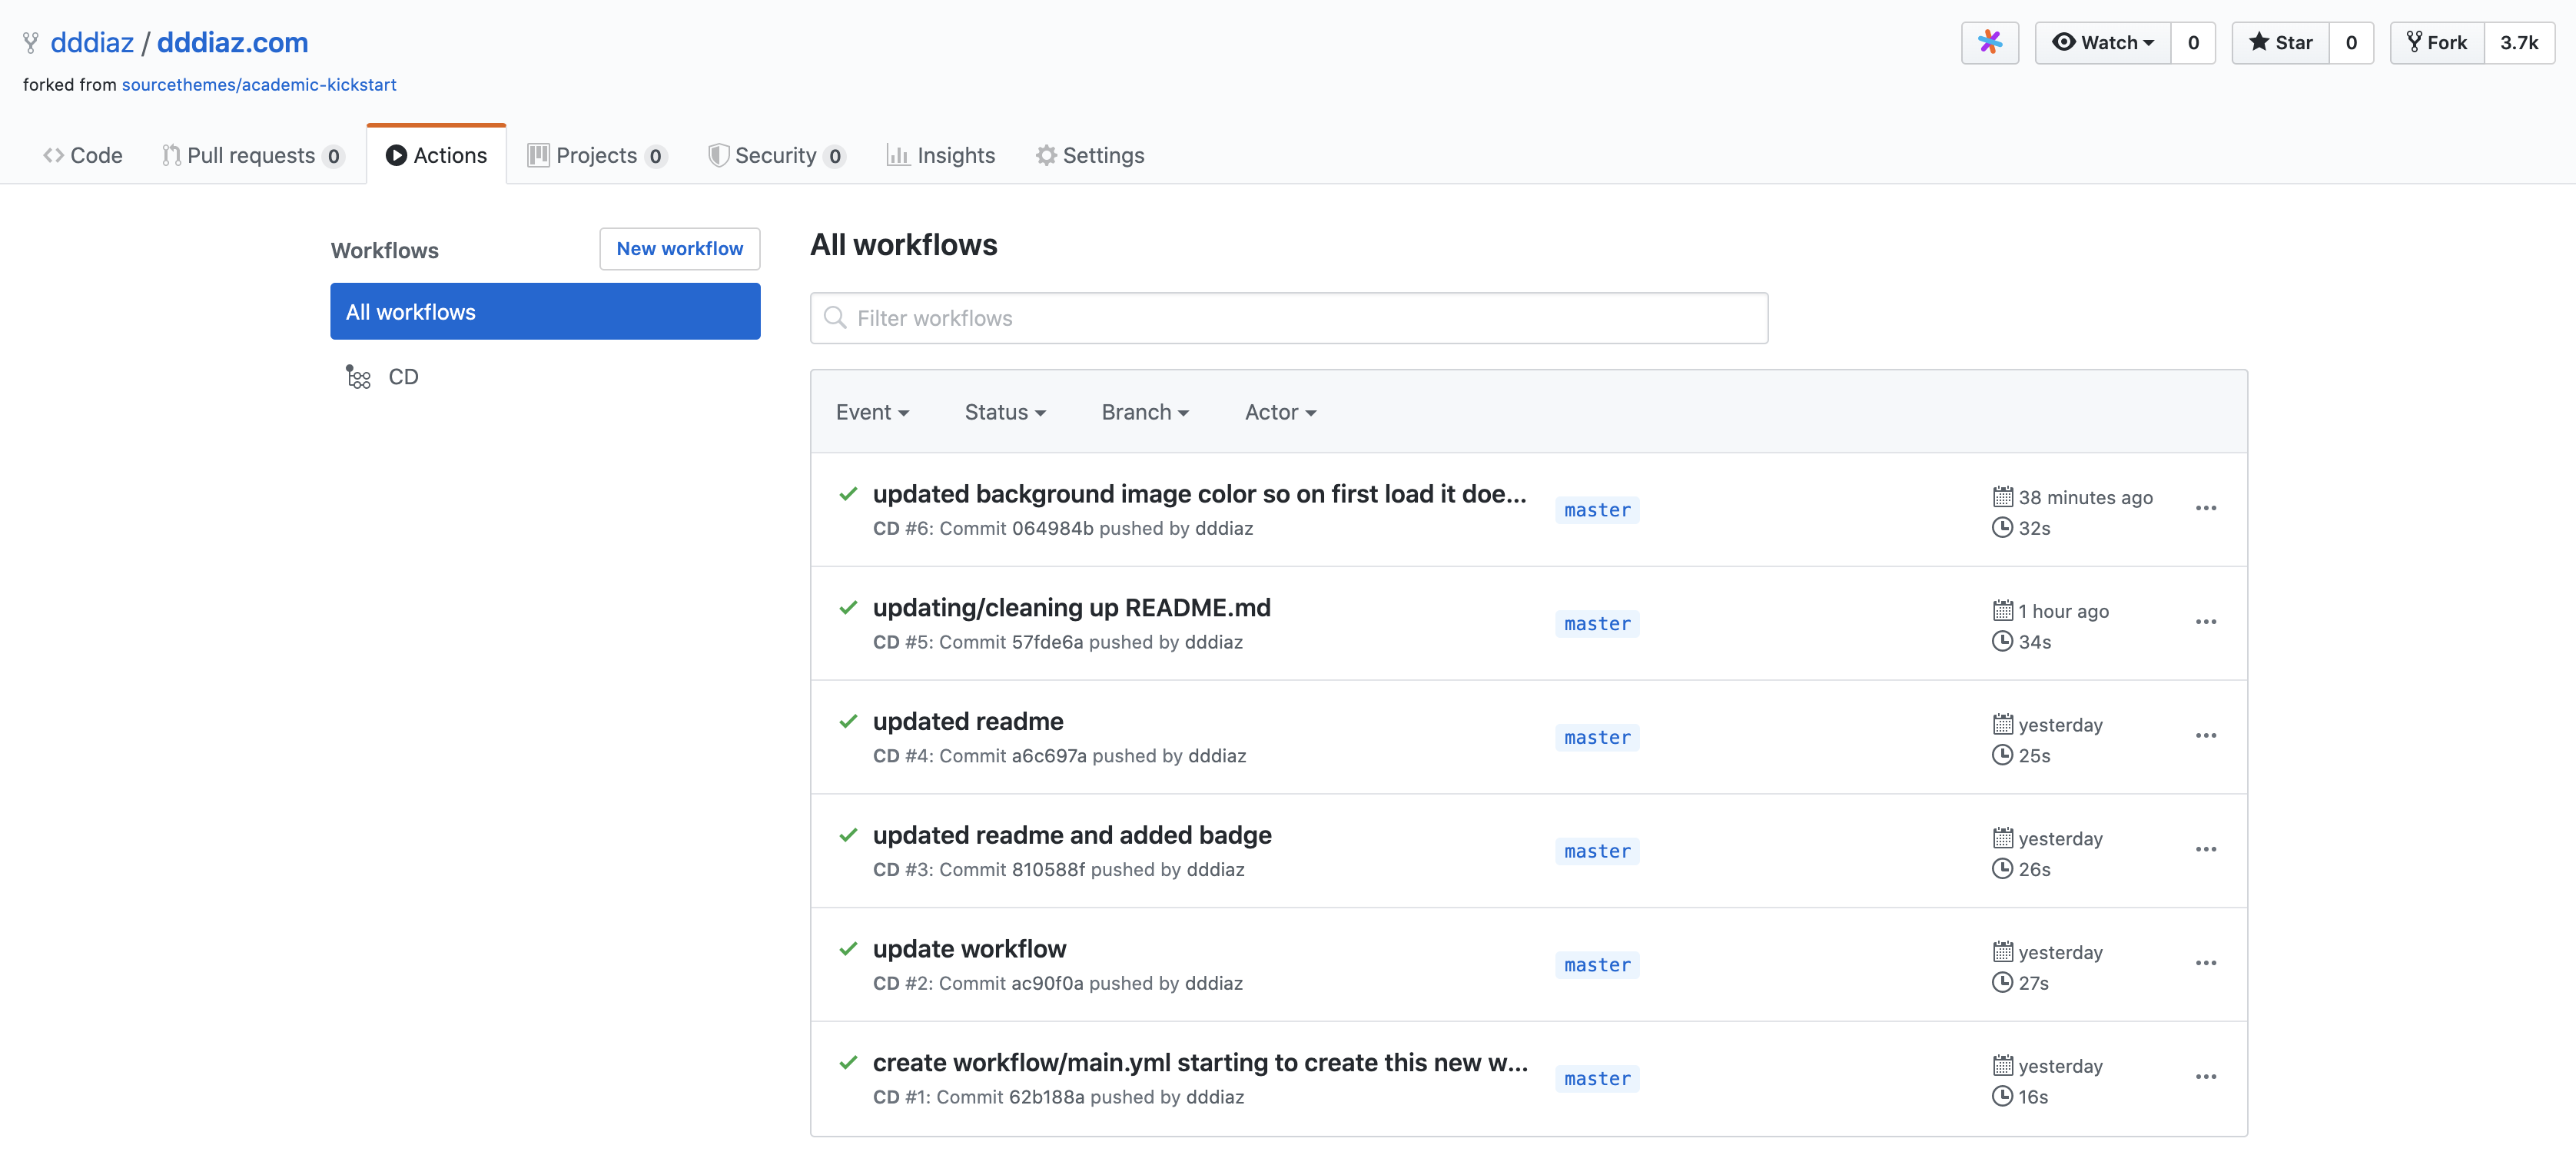 dddiaz / dddiaz.com
Watch 0 Star 0 Fork 3.7k
forked from sourcethemes/academic-kickstart
Code Pull requests 0 Actions Projects 0 Security 0 Insights Settings
Workflows
New workflow
All workflows
CD
All workflows
Filter workflows
Event Status Branch Actor
updated background image color so on first load it doe...
CD #6: Commit 064984b pushed by dddiaz
master
38 minutes ago
32s
updating/cleaning up README.md
CD #5: Commit 57fde6a pushed by dddiaz
master
1 hour ago
34s
updated readme
CD #4: Commit a6c697a pushed by dddiaz
master
yesterday
25s
updated readme and added badge
CD #3: Commit 810588f pushed by dddiaz
master
yesterday
26s
update workflow
CD #2: Commit ac90f0a pushed by dddiaz
master
yesterday
27s
create workflow/main.yml starting to create this new w...
CD #1: Commit 62b188a pushed by dddiaz
master
yesterday
16s